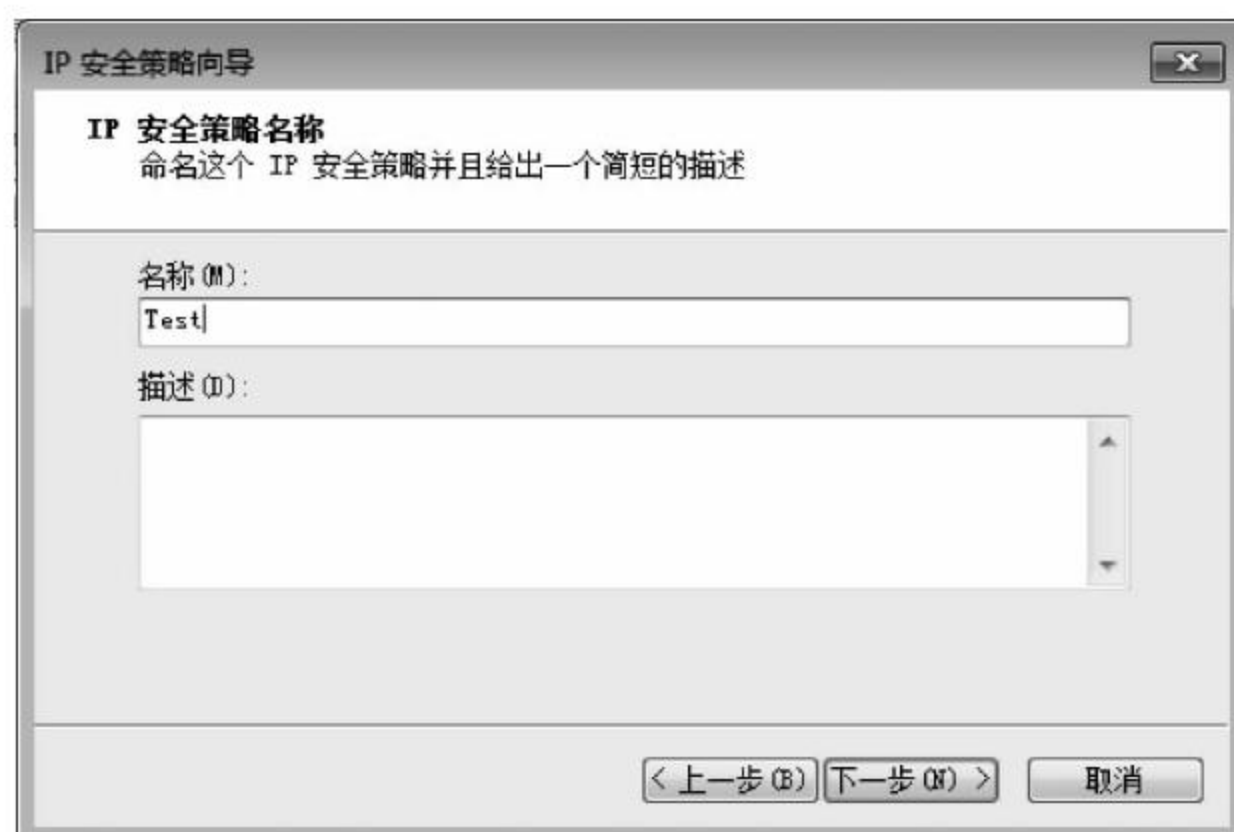 IP 安全策略向导
IP 安全策略名称
命名这个 IP 安全策略并且给出一个简短的描述
名称(M):
Test
描述(D):
< 上一步(B) 下一步(N) > 取消